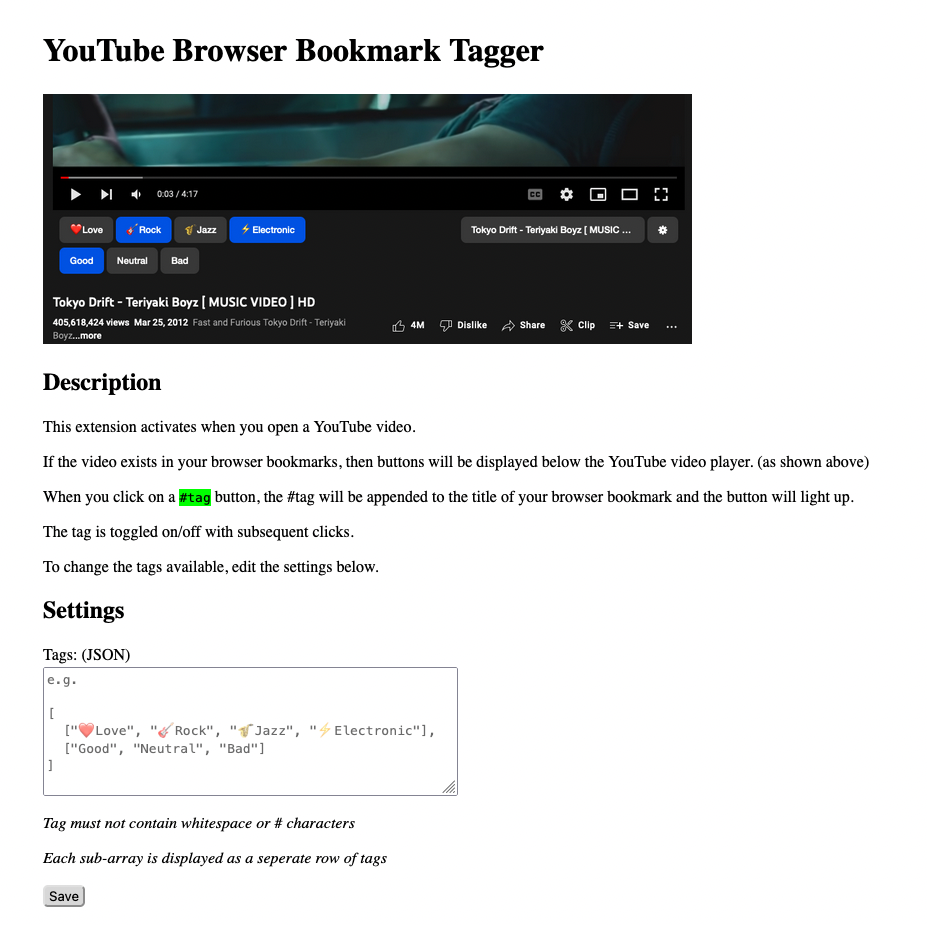 YouTube Browser Bookmark Tagger
0:03 / 4:17
CC
❤️Love 🎸Rock 🎷Jazz ⚡Electronic Tokyo Drift - Teriyaki Boyz [ MUSIC ...
Good Neutral Bad
Tokyo Drift - Teriyaki Boyz [ MUSIC VIDEO ] HD
405,618,424 views Mar 25, 2012 Fast and Furious Tokyo Drift - Teriyaki
Boyz...more
4M Dislike Share Clip Save ...
Description
This extension activates when you open a YouTube video.
If the video exists in your browser bookmarks, then buttons will be displayed below the YouTube video player. (as shown above)
When you click on a #tag button, the #tag will be appended to the title of your browser bookmark and the button will light up.
The tag is toggled on/off with subsequent clicks.
To change the tags available, edit the settings below.
Settings
Tags: (JSON)
e.g.
[
["❤️Love", "🎸Rock", "🎷Jazz", "⚡Electronic"],
["Good", "Neutral", "Bad"]
]
Tag must not contain whitespace or # characters
Each sub-array is displayed as a seperate row of tags
Save